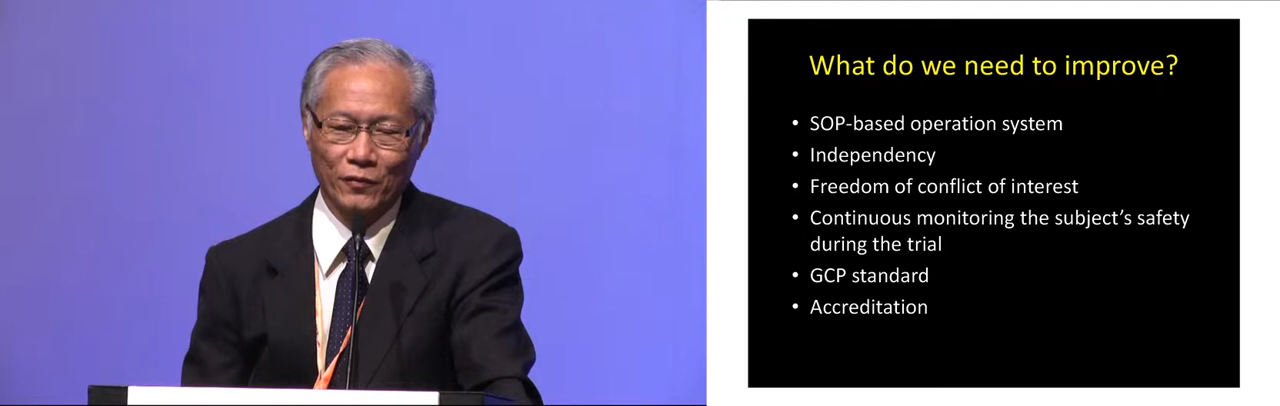 What do we need to improve?
• SOP-based operation system
• Independency
• Freedom of conflict of interest
• Continuous monitoring the subject's safety
during the trial
• GCP standard
• Accreditation